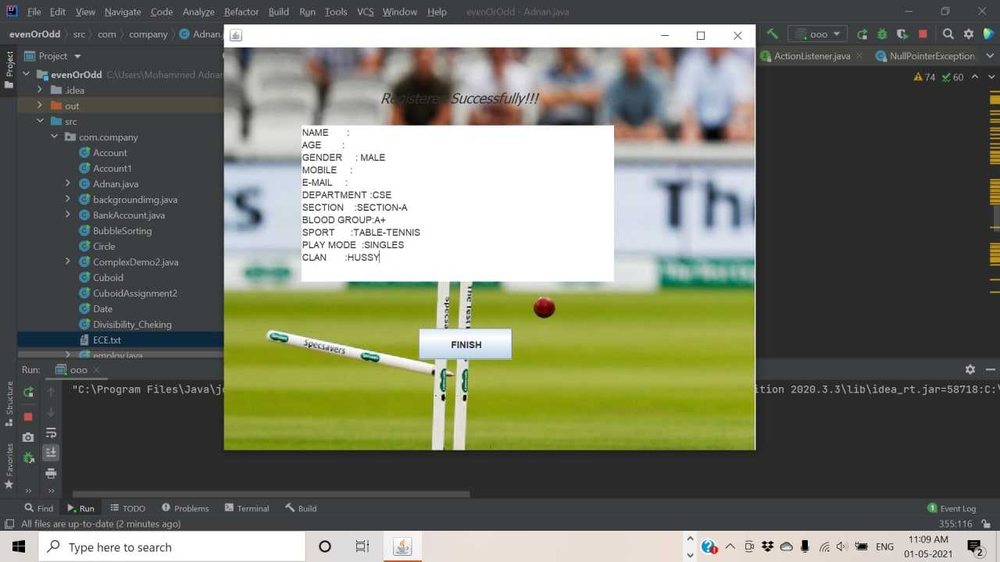 File Edit View Navigate Code Analyze Refactor Build Run Tools VCS Window Help evenOrOdd - Adnan.java
evenOrOdd src com company Adnan.j
ooo
Project
Project
ActionListener.java
NullPointerException.
evenOrOdd C:\Users\Mohammed Adnan
74 60
.idea
out
src
com.company
Account
Account1
Adnan.java
backgroundimg.java
BankAccount.java
BubbleSorting
Circle
ComplexDemo2.java
Cuboid
CuboidAssignment2
Date
Divisibility_Cheking
ECE.txt
employ.java
Registered Successfully!!!
NAME :
AGE :
GENDER : MALE
MOBILE :
E-MAIL :
DEPARTMENT :CSE
SECTION :SECTION-A
BLOOD GROUP:A+
SPORT :TABLE-TENNIS
PLAY MODE :SINGLES
CLAN :HUSSY
s
The
Specsavers
Specsa
The Test
FINISH
Run: ooo
"C:\Program Files\Java\j
ition 2020.3.3\lib\idea_rt.jar=58718:C:\
Structure
Favorites
Find Run TODO Problems Terminal Build
1 Event Log
All files are up-to-date (2 minutes ago)
355:116
Type here to search
ENG
11:09 AM
01-05-2021
2